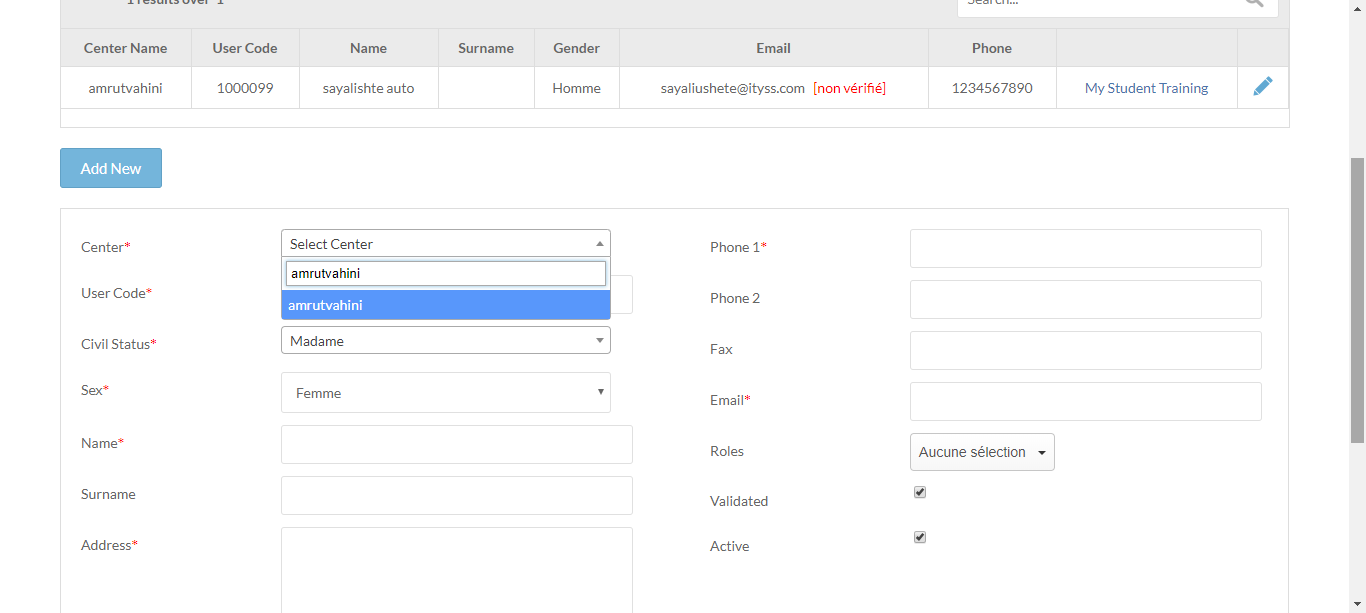 1 results over 1
Search...
Center Name User Code Name Surname Gender Email Phone
amrutvahini 1000099 sayalishte auto Homme sayaliushete@ityss.com [non vérifié] 1234567890 My Student Training
Add New
Center* Select Center
amrutvahini
amrutvahini
User Code*
Civil Status* Madame
Sex* Femme
Name*
Surname
Address*
Phone 1*
Phone 2
Fax
Email*
Roles Aucune sélection
Validated
Active